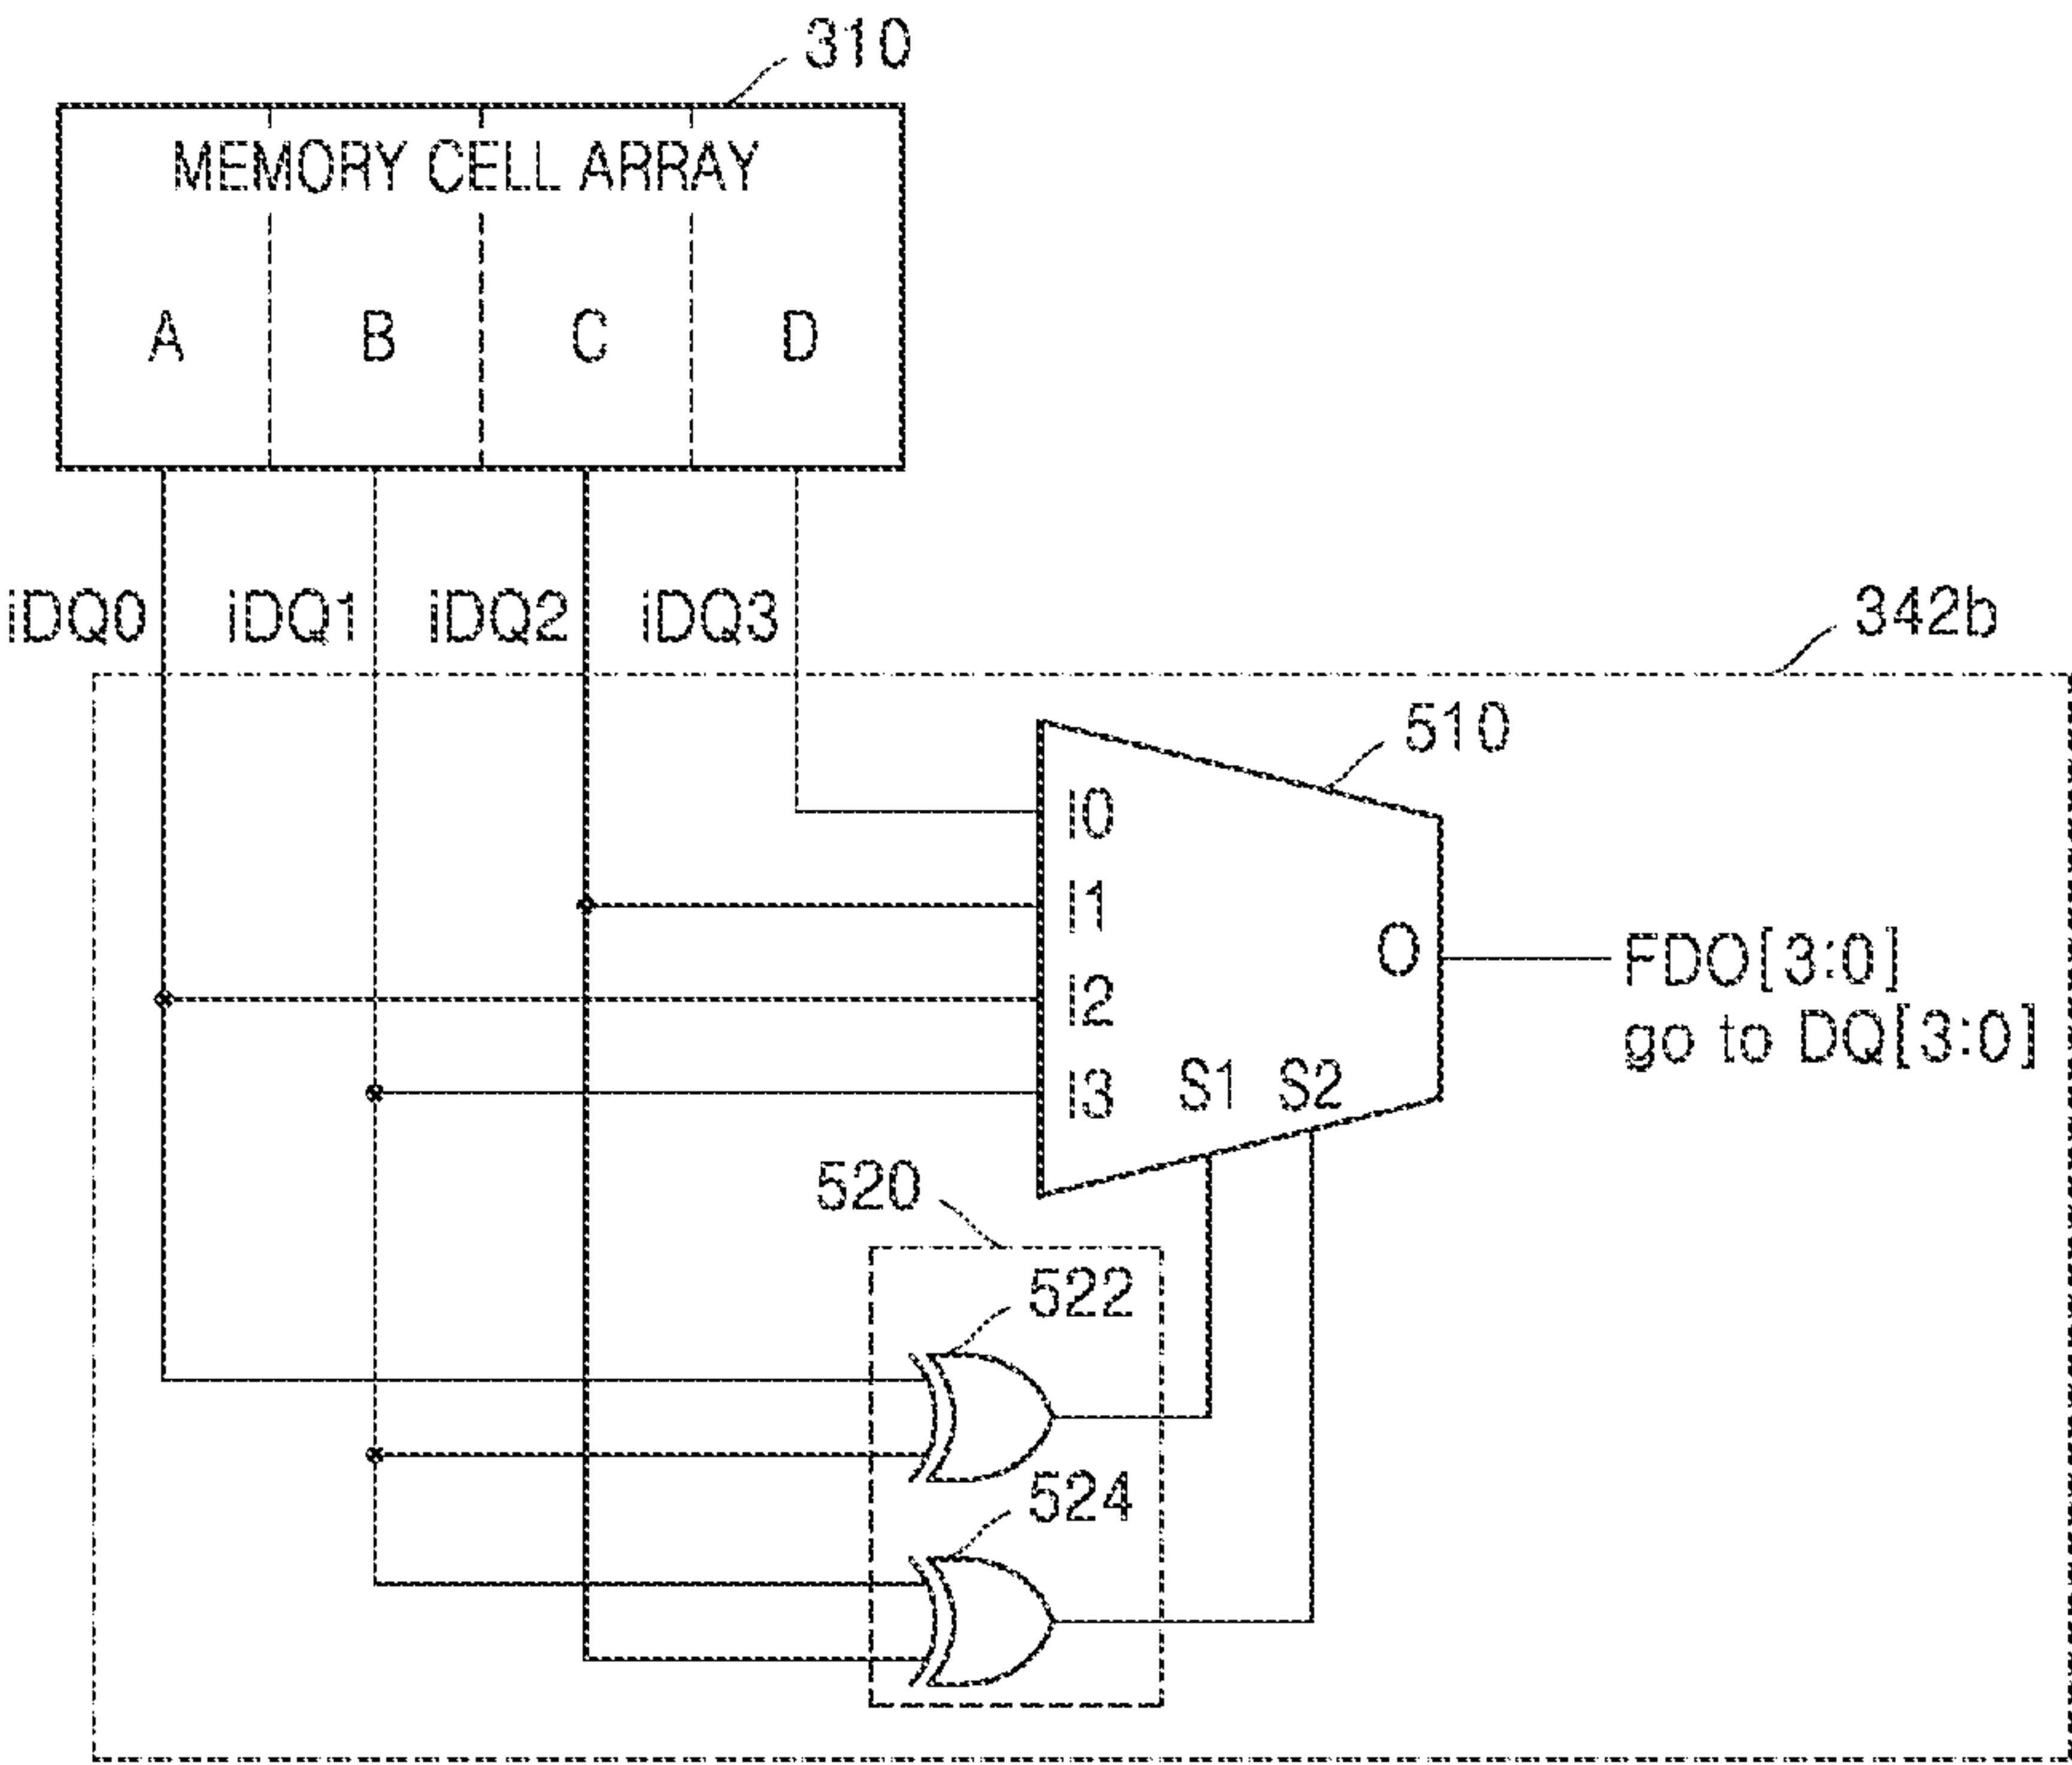 310
MEMORY CELL ARRAY
A B C D
iDQ0 iDQ1 iDQ2 iDQ3
342b
510
I0
I1
I2
I3
O
S1 S2
FDO[3:0]
go to DQ[3:0]
520
522
524